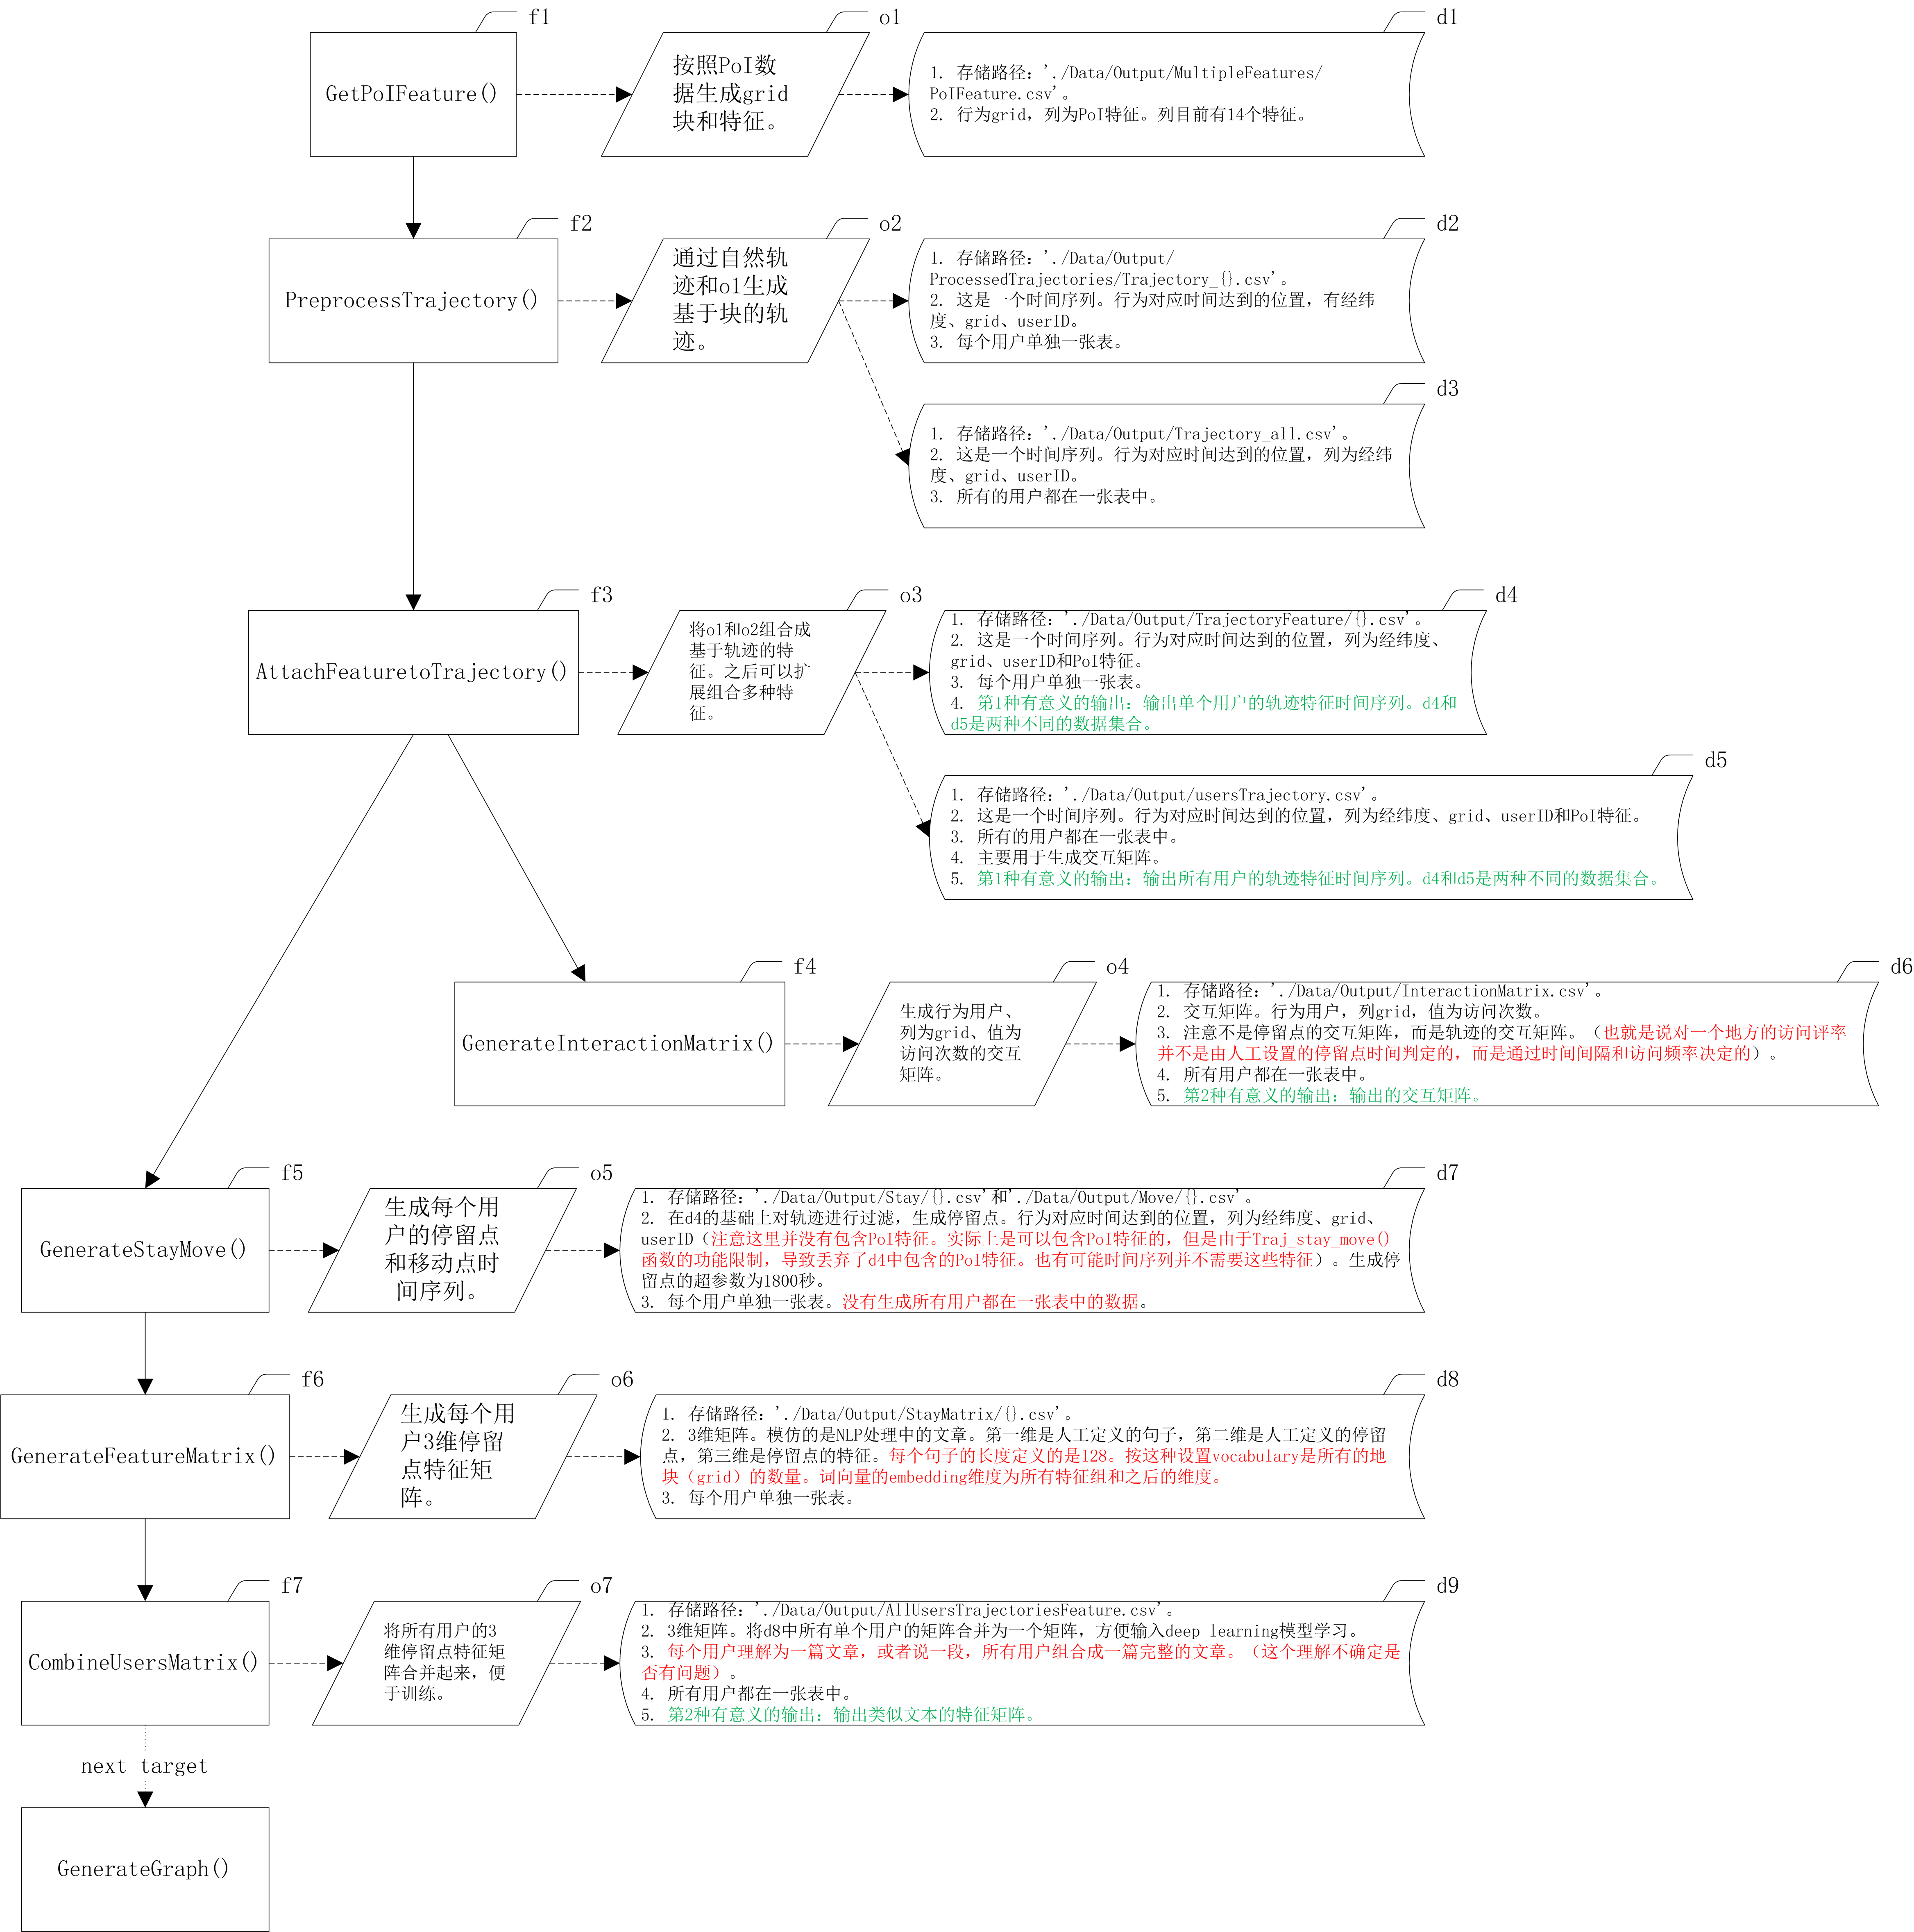 f1
o1
d1
GetPoIFeature()
按照PoI数
据生成grid
块和特征。
1. 存储路径：'./Data/Output/MultipleFeatures/
PoIFeature.csv'。
2. 行为grid，列为PoI特征。列目前有14个特征。
f2
o2
d2
PreprocessTrajectory()
通过自然轨
迹和o1生成
基于块的轨
迹。
1. 存储路径：'./Data/Output/
ProcessedTrajectories/Trajectory_{}.csv'。
2. 这是一个时间序列。行为对应时间达到的位置，有经纬
度、grid、userID。
3. 每个用户单独一张表。
d3
1. 存储路径：'./Data/Output/Trajectory_all.csv'。
2. 这是一个时间序列。行为对应时间达到的位置，列为经纬
度、grid、userID。
3. 所有的用户都在一张表中。
f3
o3
d4
AttachFeaturetoTrajectory()
将o1和o2组合成
基于轨迹的特
征。之后可以扩
展组合多种特
征。
1. 存储路径：'./Data/Output/TrajectoryFeature/{}.csv'。
2. 这是一个时间序列。行为对应时间达到的位置，列为经纬度、
grid、userID和PoI特征。
3. 每个用户单独一张表。
4. 第1种有意义的输出：输出单个用户的轨迹特征时间序列。d4和
d5是两种不同的数据集合。
d5
1. 存储路径：'./Data/Output/usersTrajectory.csv'。
2. 这是一个时间序列。行为对应时间达到的位置，列为经纬度、grid、userID和PoI特征。
3. 所有的用户都在一张表中。
4. 主要用于生成交互矩阵。
5. 第1种有意义的输出：输出所有用户的轨迹特征时间序列。d4和d5是两种不同的数据集合。
f4
o4
d6
GenerateInteractionMatrix()
生成行为用户、
列为grid、值为
访问次数的交互
矩阵。
1. 存储路径：'./Data/Output/InteractionMatrix.csv'。
2. 交互矩阵。行为用户，列grid，值为访问次数。
3. 注意不是停留点的交互矩阵，而是轨迹的交互矩阵。（也就是说对一个地方的访问评率
并不是由人工设置的停留点时间判定的，而是通过时间间隔和访问频率决定的）。
4. 所有用户都在一张表中。
5. 第2种有意义的输出：输出的交互矩阵。
f5
o5
d7
GenerateStayMove()
生成每个用
户的停留点
和移动点时
间序列。
1. 存储路径：'./Data/Output/Stay/{}.csv'和'./Data/Output/Move/{}.csv'。
2. 在d4的基础上对轨迹进行过滤，生成停留点。行为对应时间达到的位置，列为经纬度、grid、
userID（注意这里并没有包含PoI特征。实际上是可以包含PoI特征的，但是由于Traj_stay_move()
函数的功能限制，导致丢弃了d4中包含的PoI特征。也有可能时间序列并不需要这些特征）。生成停
留点的超参数为1800秒。
3. 每个用户单独一张表。没有生成所有用户都在一张表中的数据。
f6
o6
d8
GenerateFeatureMatrix()
生成每个用
户3维停留
点特征矩
阵。
1. 存储路径：'./Data/Output/StayMatrix/{}.csv'。
2. 3维矩阵。模仿的是NLP处理中的文章。第一维是人工定义的句子，第二维是人工定义的停留
点，第三维是停留点的特征。每个句子的长度定义的是128。按这种设置vocabulary是所有的地
块（grid）的数量。词向量的embedding维度为所有特征组和之后的维度。
3. 每个用户单独一张表。
f7
o7
d9
CombineUsersMatrix()
将所有用户的3
维停留点特征矩
阵合并起来，便
于训练。
1. 存储路径：'./Data/Output/AllUsersTrajectoriesFeature.csv'。
2. 3维矩阵。将d8中所有单个用户的矩阵合并为一个矩阵，方便输入deep learning模型学习。
3. 每个用户理解为一篇文章，或者说一段，所有用户组合成一篇完整的文章。（这个理解不确定是
否有问题）。
4. 所有用户都在一张表中。
5. 第2种有意义的输出：输出类似文本的特征矩阵。
next target
GenerateGraph()